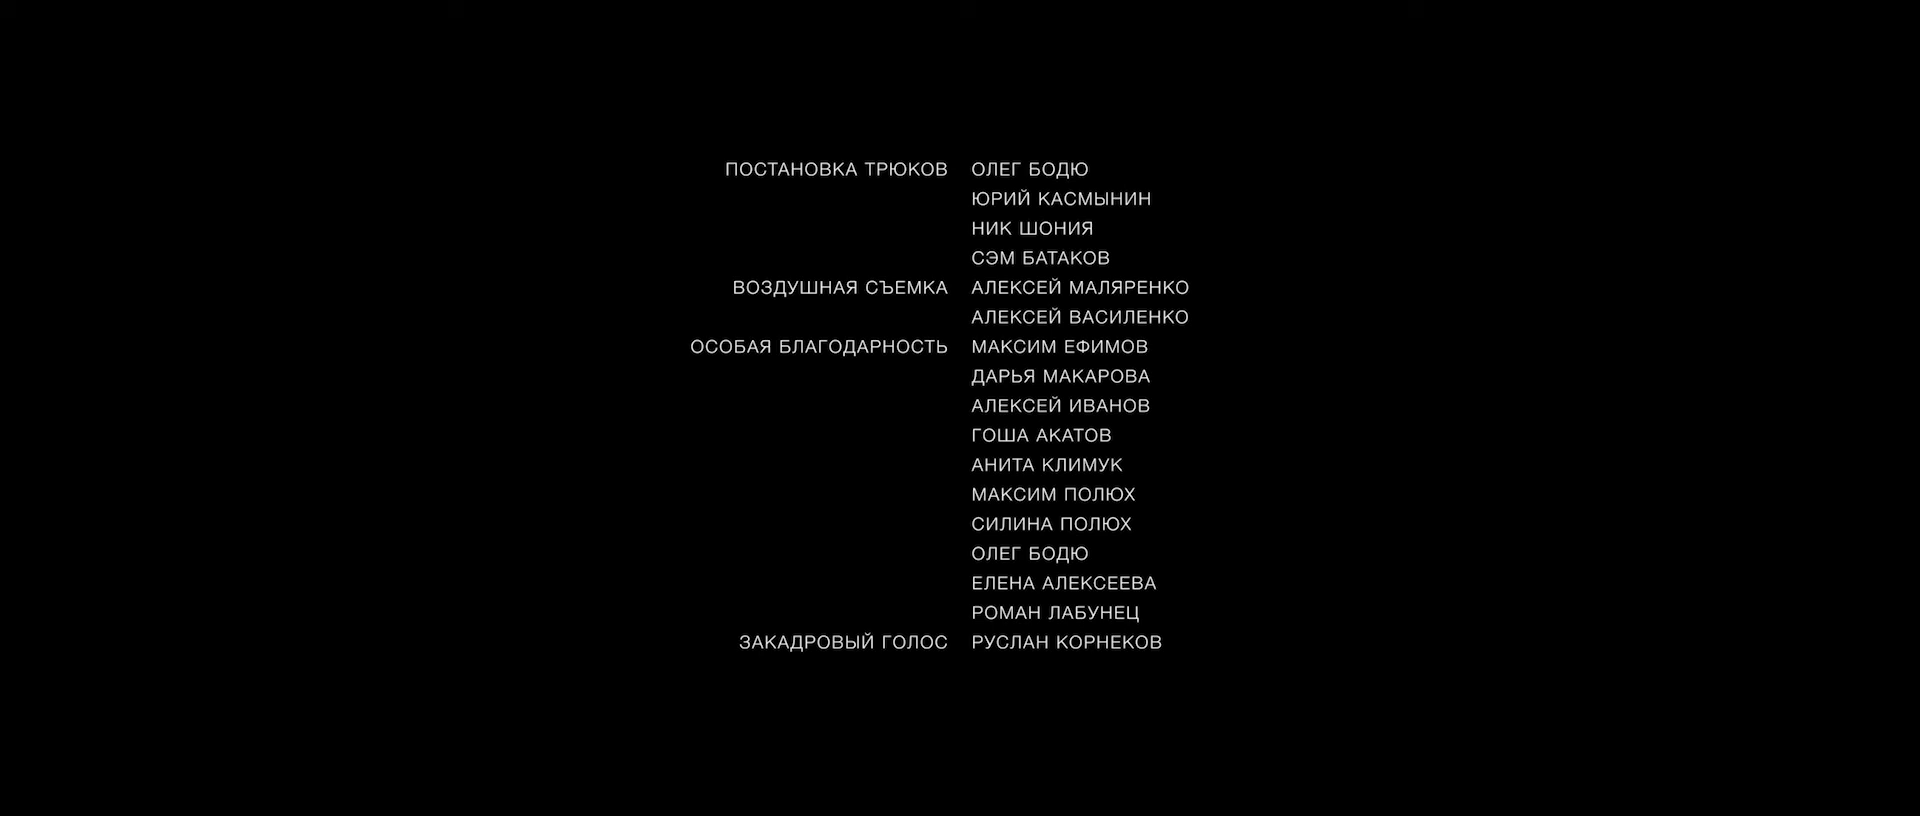 ПОСТАНОВКА ТРЮКОВ ОЛЕГ БОДЮ
ЮРИЙ КАСМЫНИН
НИК ШОНИЯ
СЭМ БАТАКОВ
ВОЗДУШНАЯ СЪЕМКА АЛЕКСЕЙ МАЛЯРЕНКО
АЛЕКСЕЙ ВАСИЛЕНКО
ОСОБАЯ БЛАГОДАРНОСТЬ МАКСИМ ЕФИМОВ
ДАРЬЯ МАКАРОВА
АЛЕКСЕЙ ИВАНОВ
ГОША АКАТОВ
АНИТА КЛИМУК
МАКСИМ ПОЛЮХ
СИЛИНА ПОЛЮХ
ОЛЕГ БОДЮ
ЕЛЕНА АЛЕКСЕЕВА
РОМАН ЛАБУНЕЦ
ЗАКАДРОВЫЙ ГОЛОС РУСЛАН КОРНЕКОВ